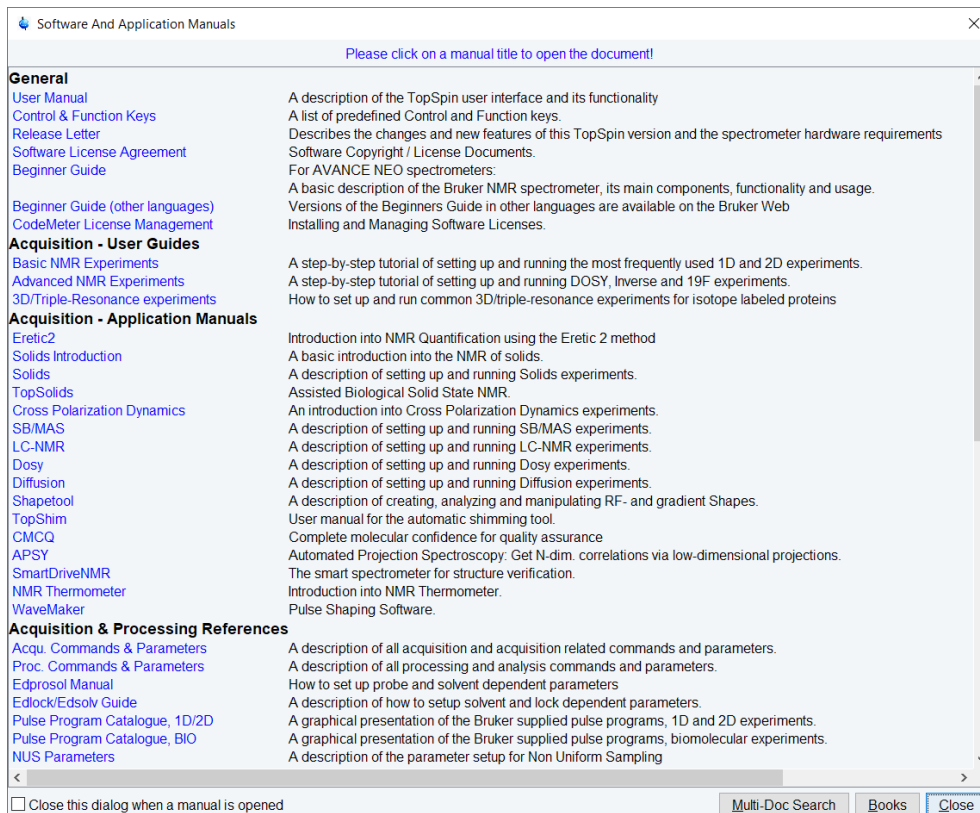 Software And Application Manuals
Please click on a manual title to open the document!
General
User Manual A description of the TopSpin user interface and its functionality
Control & Function Keys A list of predefined Control and Function keys.
Release Letter Describes the changes and new features of this TopSpin version and the spectrometer hardware requirements
Software License Agreement Software Copyright / License Documents.
Beginner Guide For AVANCE NEO spectrometers:
A basic description of the Bruker NMR spectrometer, its main components, functionality and usage.
Beginner Guide (other languages) Versions of the Beginners Guide in other languages are available on the Bruker Web
CodeMeter License Management Installing and Managing Software Licenses.
Acquisition - User Guides
Basic NMR Experiments A step-by-step tutorial of setting up and running the most frequently used 1D and 2D experiments.
Advanced NMR Experiments A step-by-step tutorial of setting up and running DOSY, Inverse and 19F experiments.
3D/Triple-Resonance experiments How to set up and run common 3D/triple-resonance experiments for isotope labeled proteins
Acquisition - Application Manuals
Eretic2 Introduction into NMR Quantification using the Eretic 2 method
Solids Introduction A basic introduction into the NMR of solids.
Solids A description of setting up and running Solids experiments.
TopSolids Assisted Biological Solid State NMR.
Cross Polarization Dynamics An introduction into Cross Polarization Dynamics experiments.
SB/MAS A description of setting up and running SB/MAS experiments.
LC-NMR A description of setting up and running LC-NMR experiments.
Dosy A description of setting up and running Dosy experiments.
Diffusion A description of setting up and running Diffusion experiments.
Shapetool A description of creating, analyzing and manipulating RF- and gradient Shapes.
TopShim User manual for the automatic shimming tool.
CMCQ Complete molecular confidence for quality assurance
APSY Automated Projection Spectroscopy: Get N-dim. correlations via low-dimensional projections.
SmartDriveNMR The smart spectrometer for structure verification.
NMR Thermometer Introduction into NMR Thermometer.
WaveMaker Pulse Shaping Software.
Acquisition & Processing References
Acqu. Commands & Parameters A description of all acquisition and acquisition related commands and parameters.
Proc. Commands & Parameters A description of all processing and analysis commands and parameters.
Edprosol Manual How to set up probe and solvent dependent parameters
Edlock/Edsolv Guide A description of how to setup solvent and lock dependent parameters.
Pulse Program Catalogue, 1D/2D A graphical presentation of the Bruker supplied pulse programs, 1D and 2D experiments.
Pulse Program Catalogue, BIO A graphical presentation of the Bruker supplied pulse programs, biomolecular experiments.
NUS Parameters A description of the parameter setup for Non Uniform Sampling
Close this dialog when a manual is opened Multi-Doc Search Books Close